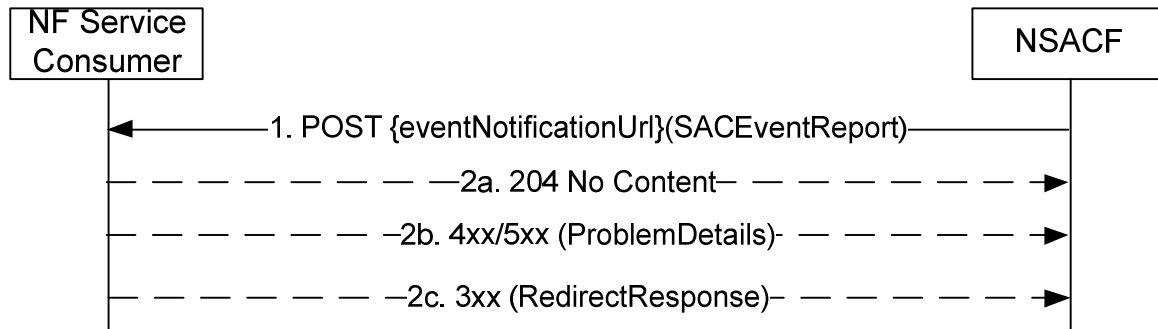 NF Service
Consumer
NSACF
1. POST {eventNotificationUrl}(SACEventReport)
2a. 204 No Content
2b. 4xx/5xx (ProblemDetails)
2c. 3xx (RedirectResponse)